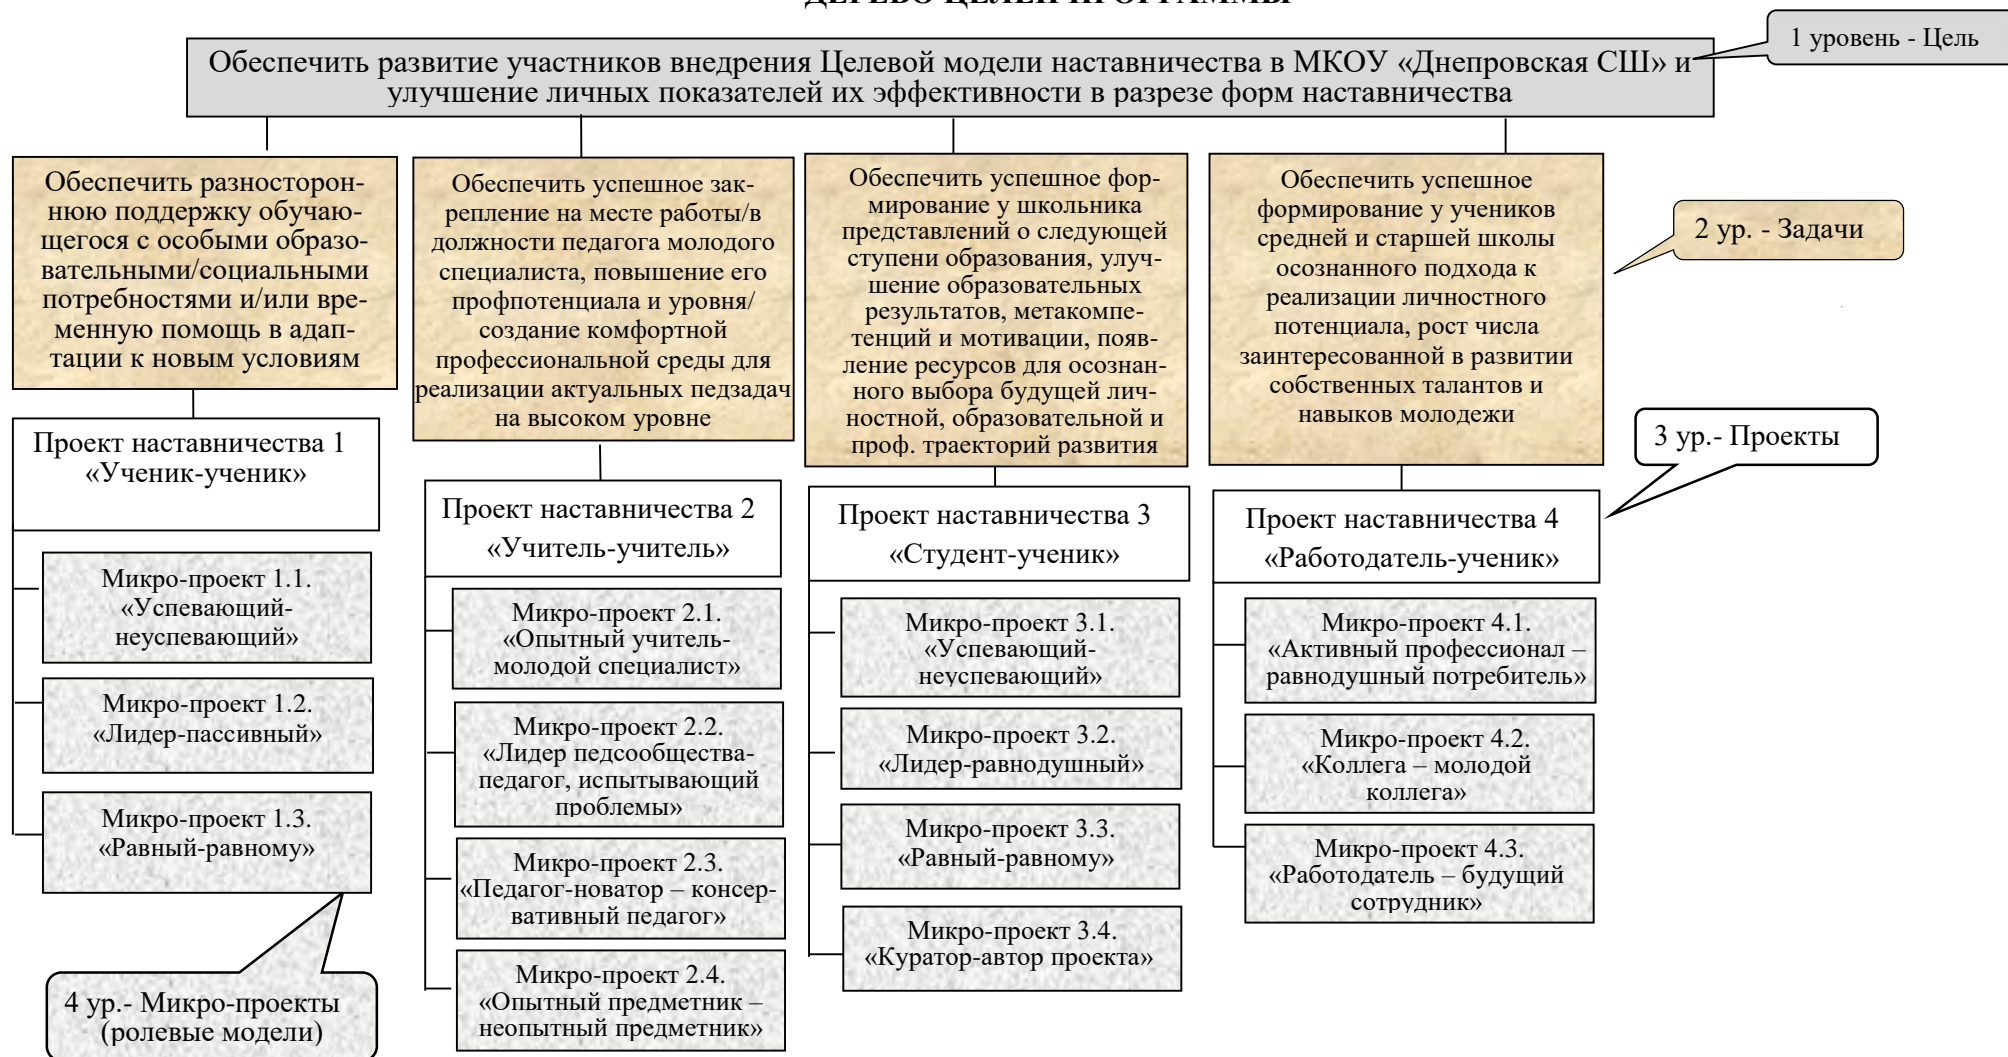 ДЕРЕВО ЦЕЛЕЙ ПРОГРАММЫ
1 уровень - Цель
Обеспечить развитие участников внедрения Целевой модели наставничества в МКОУ «Днепровская СШ» и
улучшение личных показателей их эффективности в разрезе форм наставничества
Обеспечить разносторон-
нюю поддержку обучаю-
щегося с особыми образо-
вательными/социальными
потребностями и/или вре-
менную помощь в адап-
тации к новым условиям
Обеспечить успешное зак-
репление на месте работы/в
должности педагога молодого
специалиста, повышение его
профпотенциала и уровня/
создание комфортной
профессиональной среды для
реализации актуальных педзадач
на высоком уровне
Обеспечить успешное фор-
мирование у школьника
представлений о следующей
ступени образования, улуч-
шение образовательных
результатов, метакомпе-
тенций и мотивации, появ-
ление ресурсов для осознан-
ного выбора будущей лич-
ностной, образовательной и
проф. траекторий развития
Обеспечить успешное
формирование у учеников
средней и старшей школы
осознанного подхода к
реализации личностного
потенциала, рост числа
заинтересованной в развитии
собственных талантов и
навыков молодежи
2 ур. - Задачи
Проект наставничества 1
«Ученик-ученик»
Проект наставничества 2
«Учитель-учитель»
Проект наставничества 3
«Студент-ученик»
Проект наставничества 4
«Работодатель-ученик»
3 ур.- Проекты
Микро-проект 1.1.
«Успевающий-
неуспевающий»
Микро-проект 1.2.
«Лидер-пассивный»
Микро-проект 1.3.
«Равный-равному»
4 ур.- Микро-проекты
(ролевые модели)
Микро-проект 2.1.
«Опытный учитель-
молодой специалист»
Микро-проект 2.2.
«Лидер педсообщества-
педагог, испытывающий
проблемы»
Микро-проект 2.3.
«Педагог-новатор – консер-
вативный педагог»
Микро-проект 2.4.
«Опытный предметник –
неопытный предметник»
Микро-проект 3.1.
«Успевающий-
неуспевающий»
Микро-проект 3.2.
«Лидер-равнодушный»
Микро-проект 3.3.
«Равный-равному»
Микро-проект 3.4.
«Куратор-автор проекта»
Микро-проект 4.1.
«Активный профессионал –
равнодушный потребитель»
Микро-проект 4.2.
«Коллега – молодой
коллега»
Микро-проект 4.3.
«Работодатель – будущий
сотрудник»